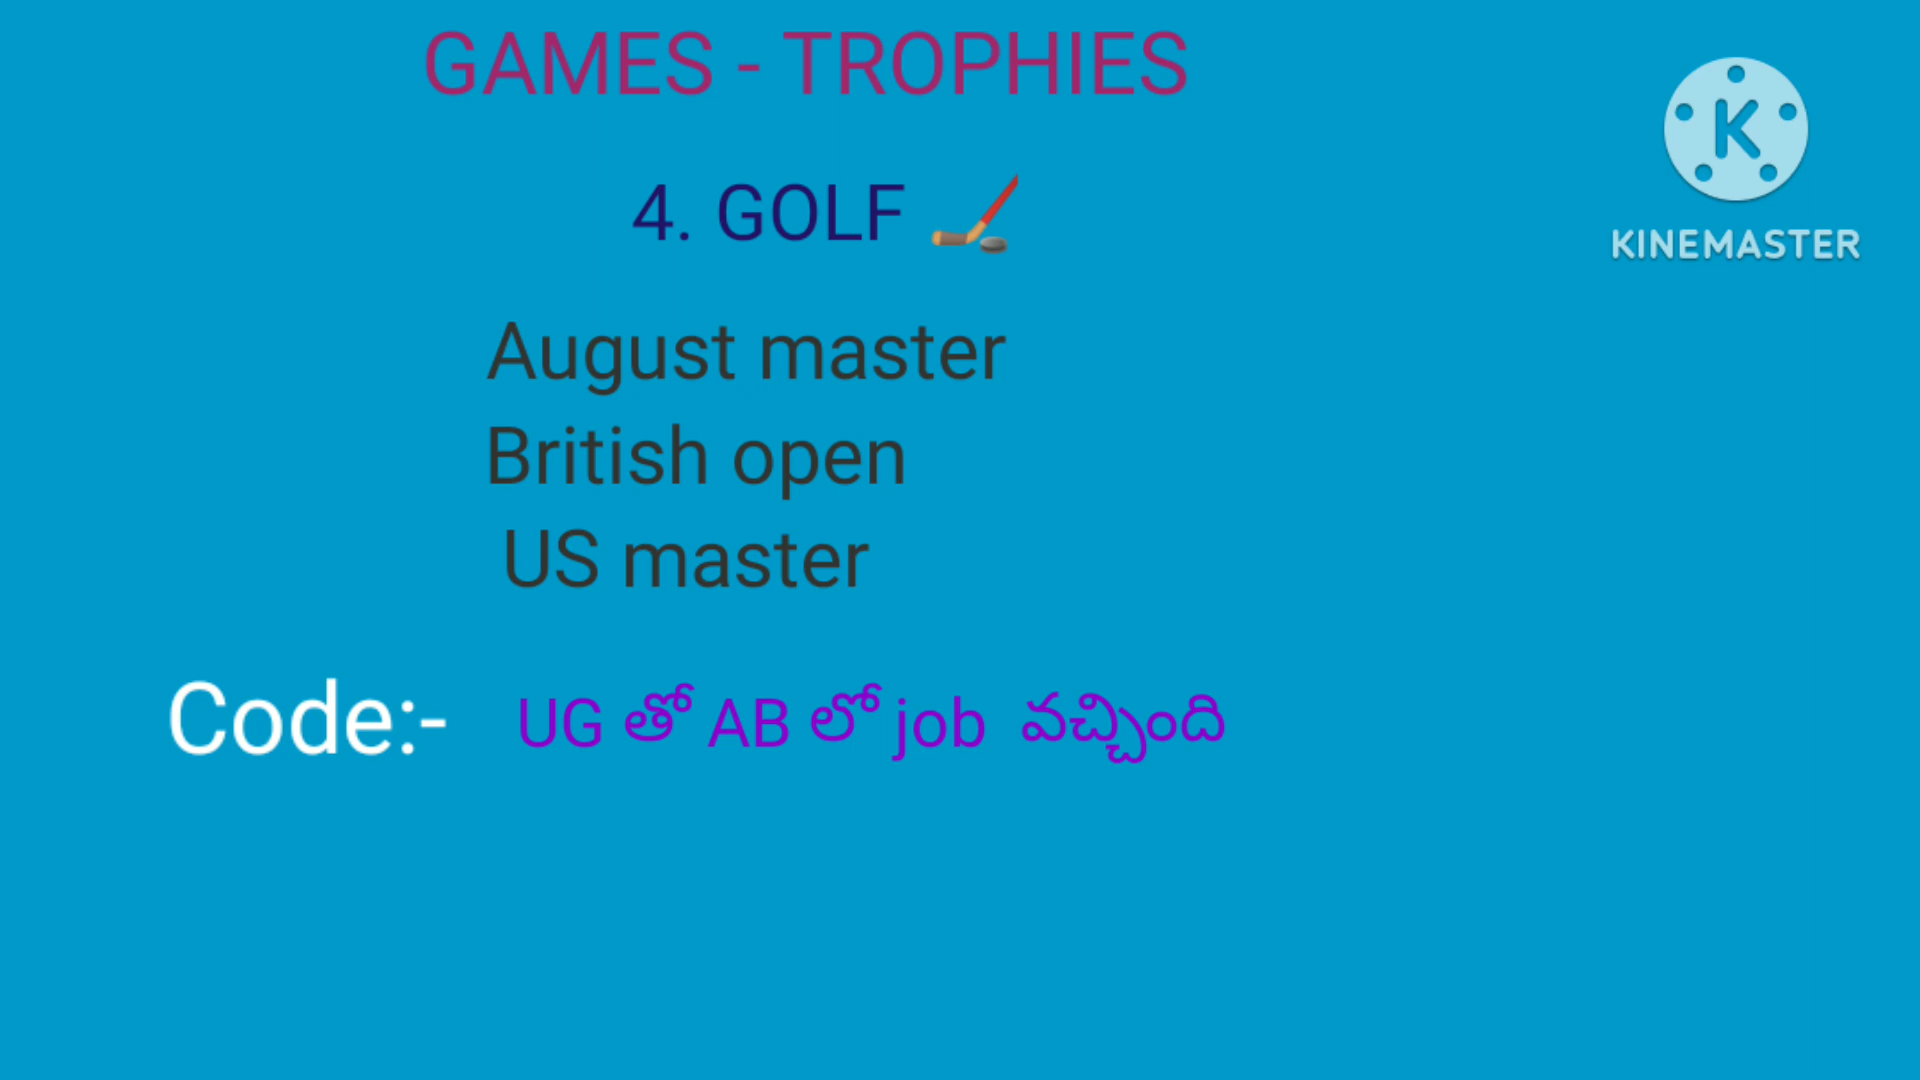 GAMES - TROPHIES
K
KINEMASTER
4. GOLF 🏒
August master
British open
US master
Code:- UG తో AB లో job వచ్చింది